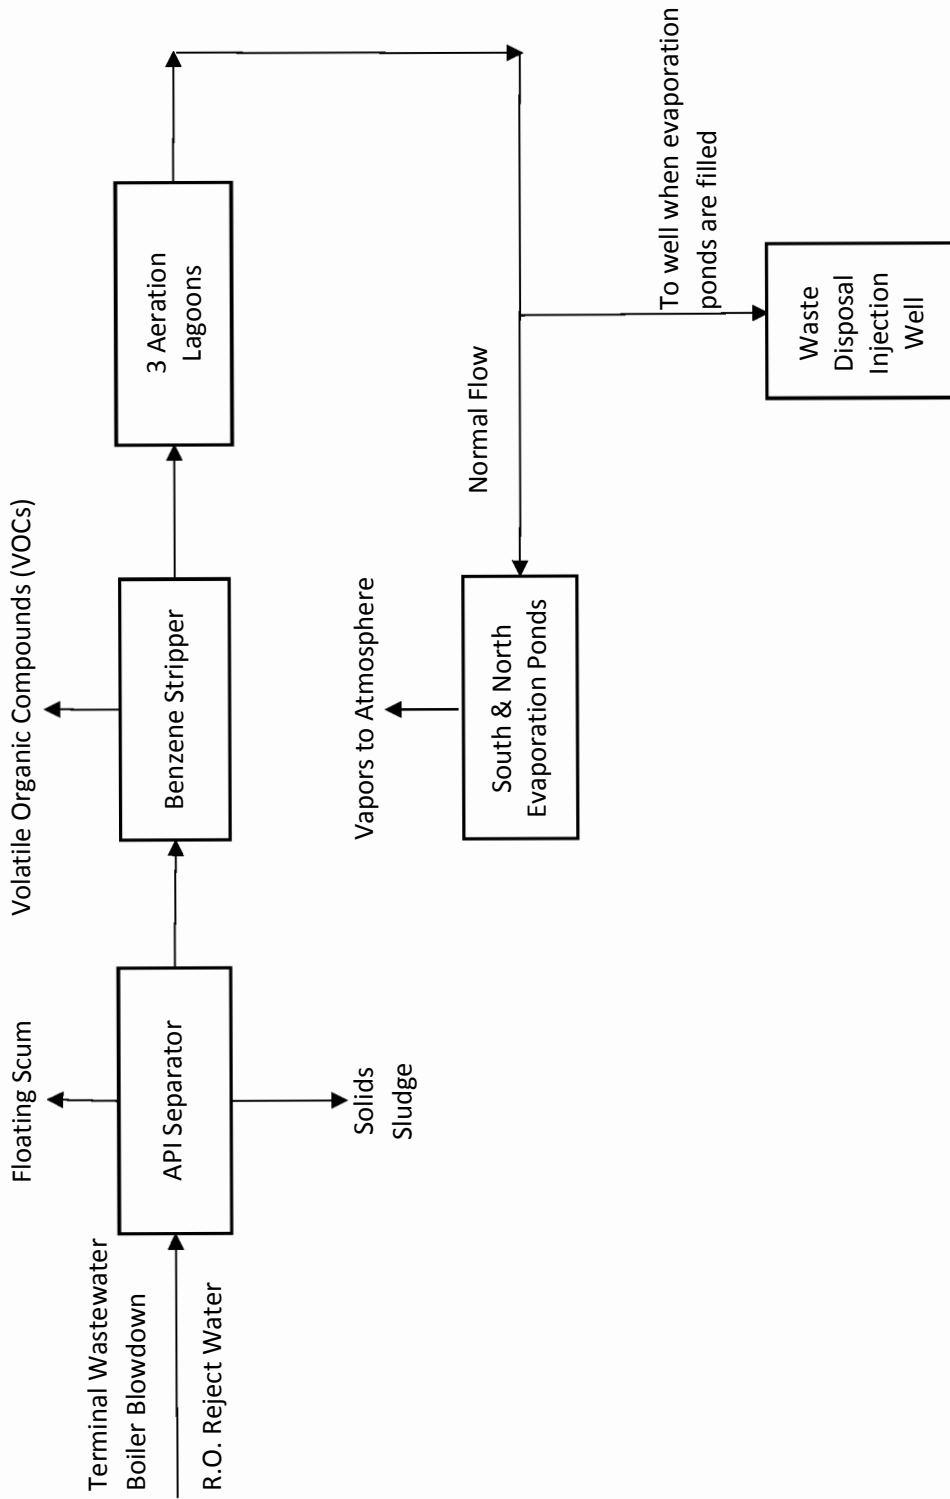 Terminal Wastewater
Boiler Blowdown
R.O. Reject Water
Floating Scum
API Separator
Solids
Sludge
Volatile Organic Compounds (VOCs)
Benzene Stripper
3 Aeration
Lagoons
Vapors to Atmosphere
South & North
Evaporation Ponds
Normal Flow
To well when evaporation
ponds are filled
Waste
Disposal
Injection
Well